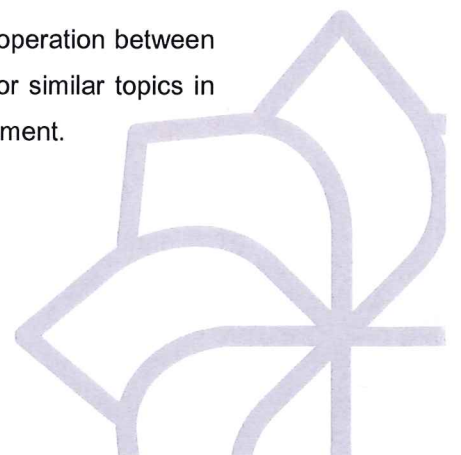 operation between
or similar topics in
ment.